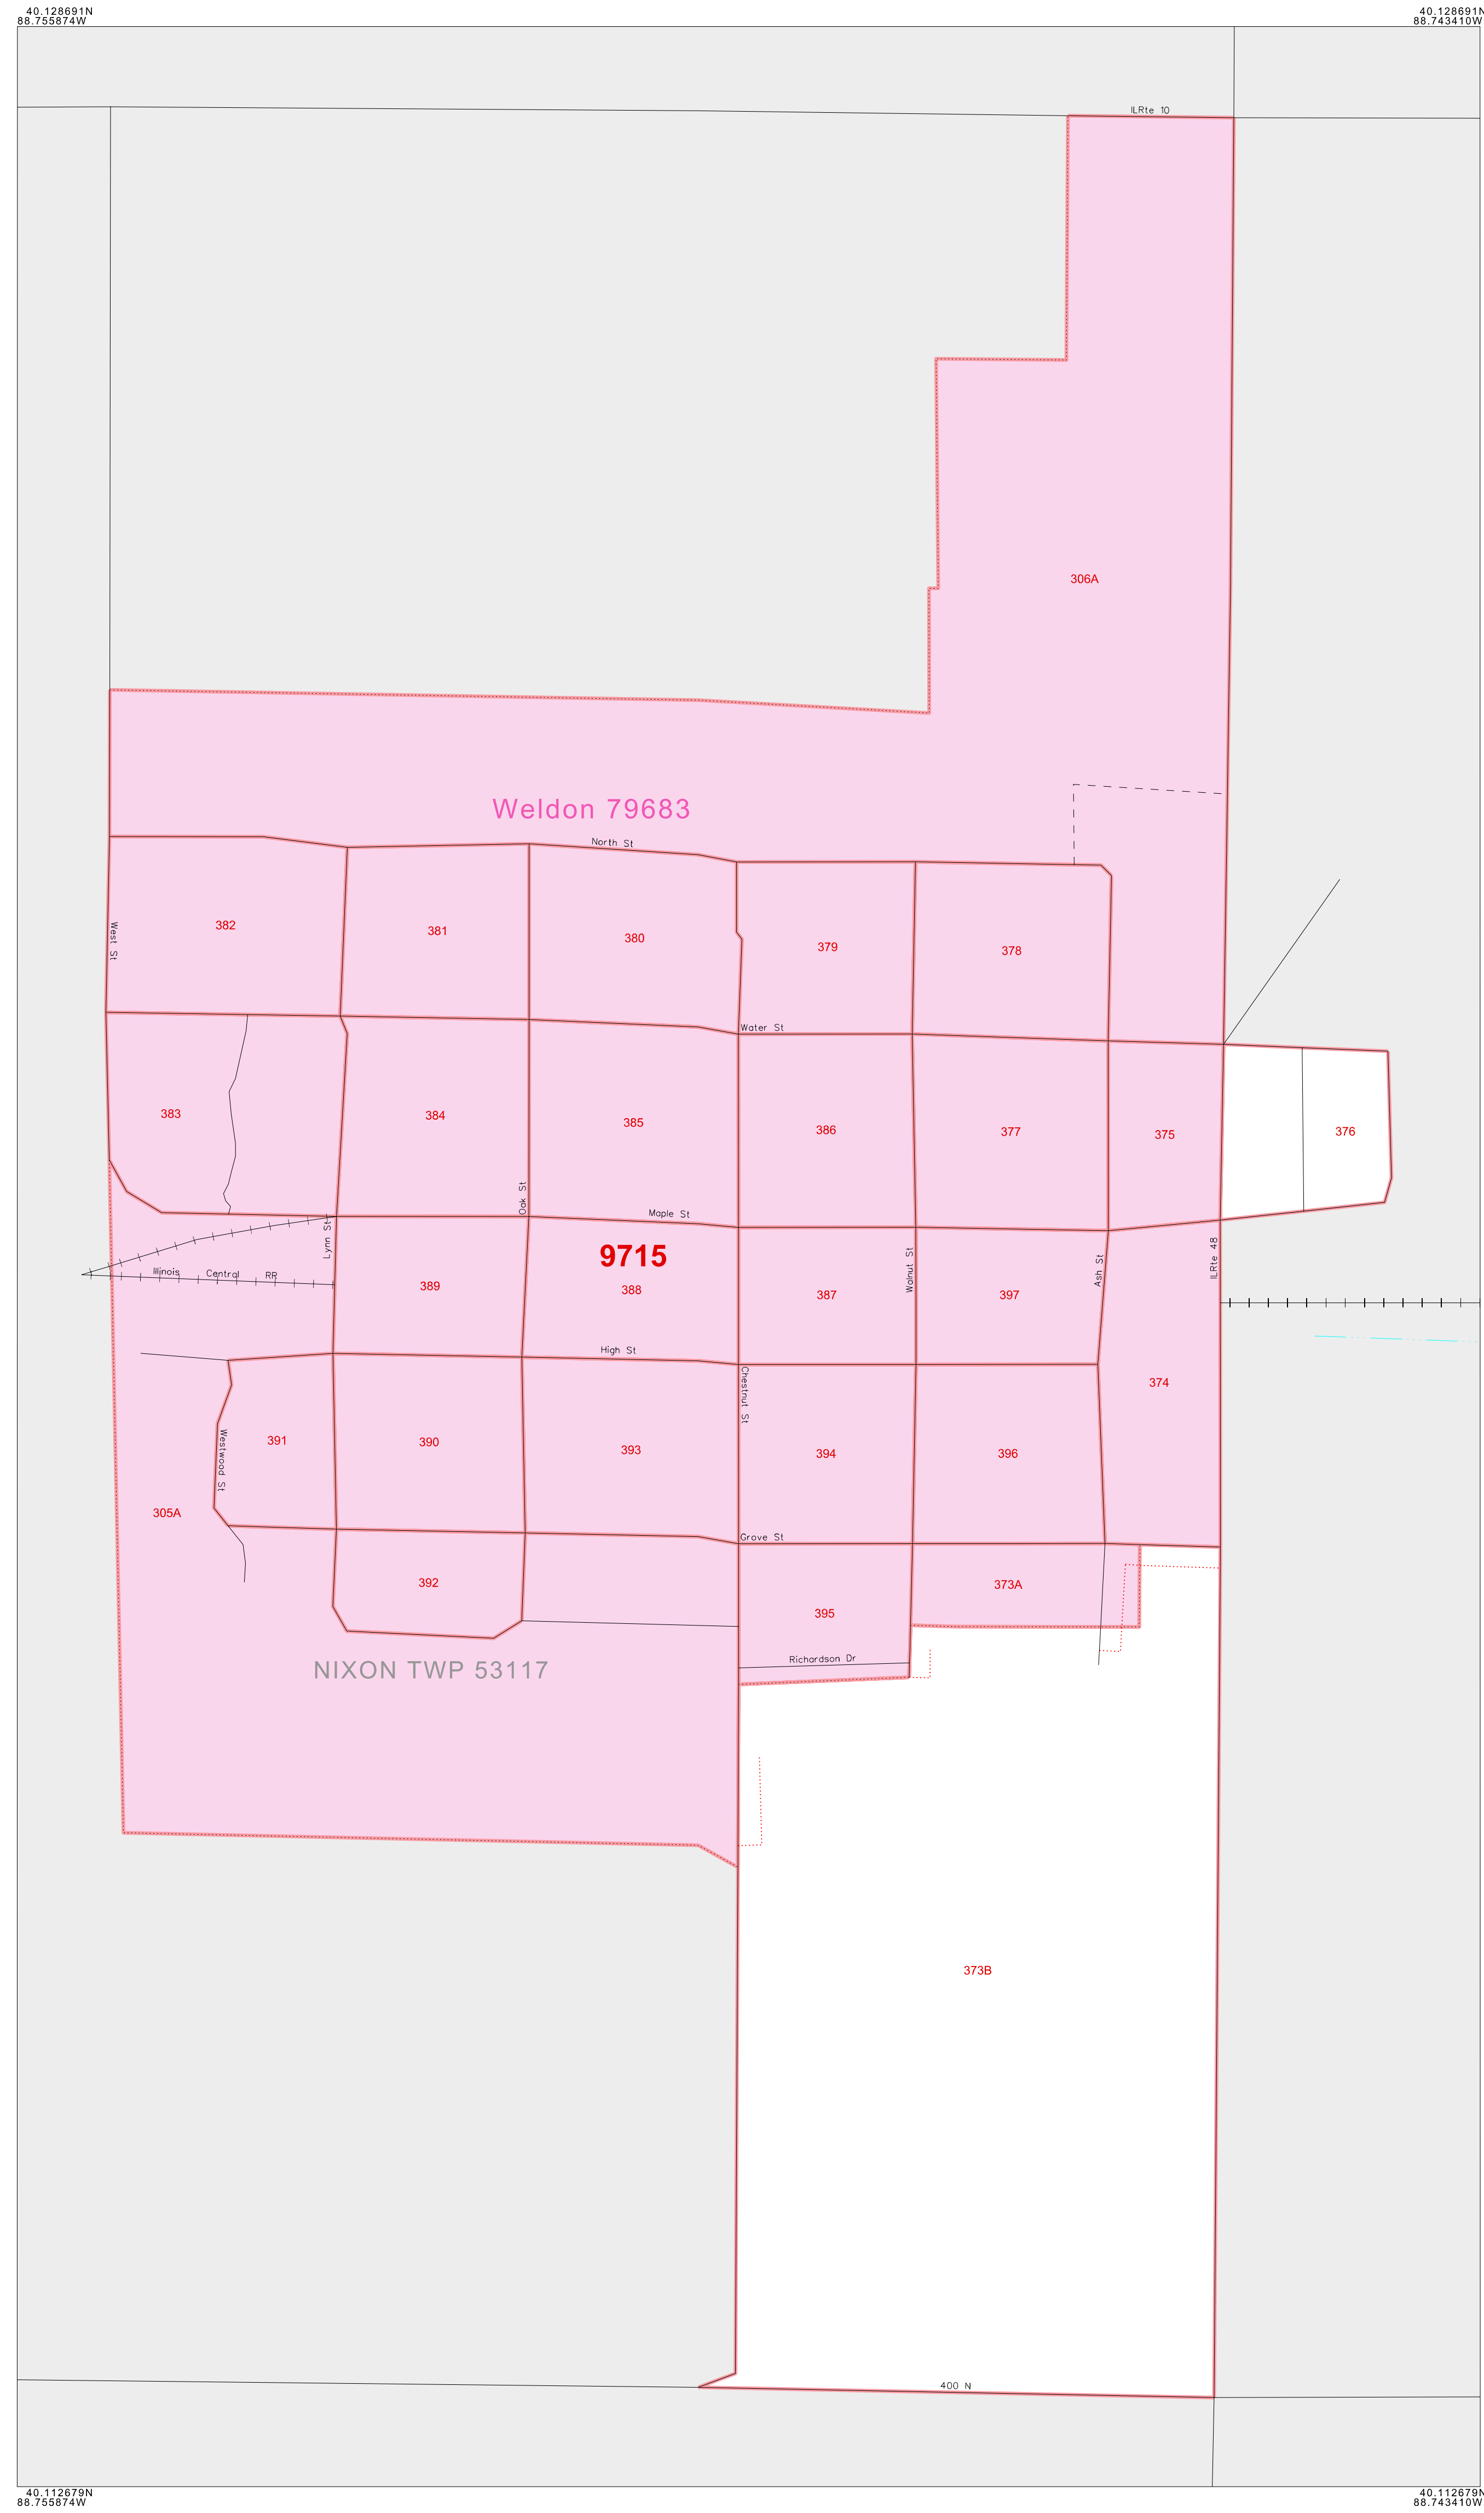 40.128691N
88.755874W
40.128691N
88.743410W
ILRte 10
306A
Weldon 79683
North St
382
West St
381
380
379
378
Water St
383
384
385
386
377
375
376
Oak St
Maple St
Lynn St
9715
Walnut St
Ash St
ILRte 48
Illinois Central RR
389
388
387
397
High St
Chestnut St
374
391
390
393
394
396
Westwood St
305A
Grove St
392
373A
395
Richardson Dr
NIXON TWP 53117
373B
400 N
40.112679N
88.755874W
40.112679N
88.743410W